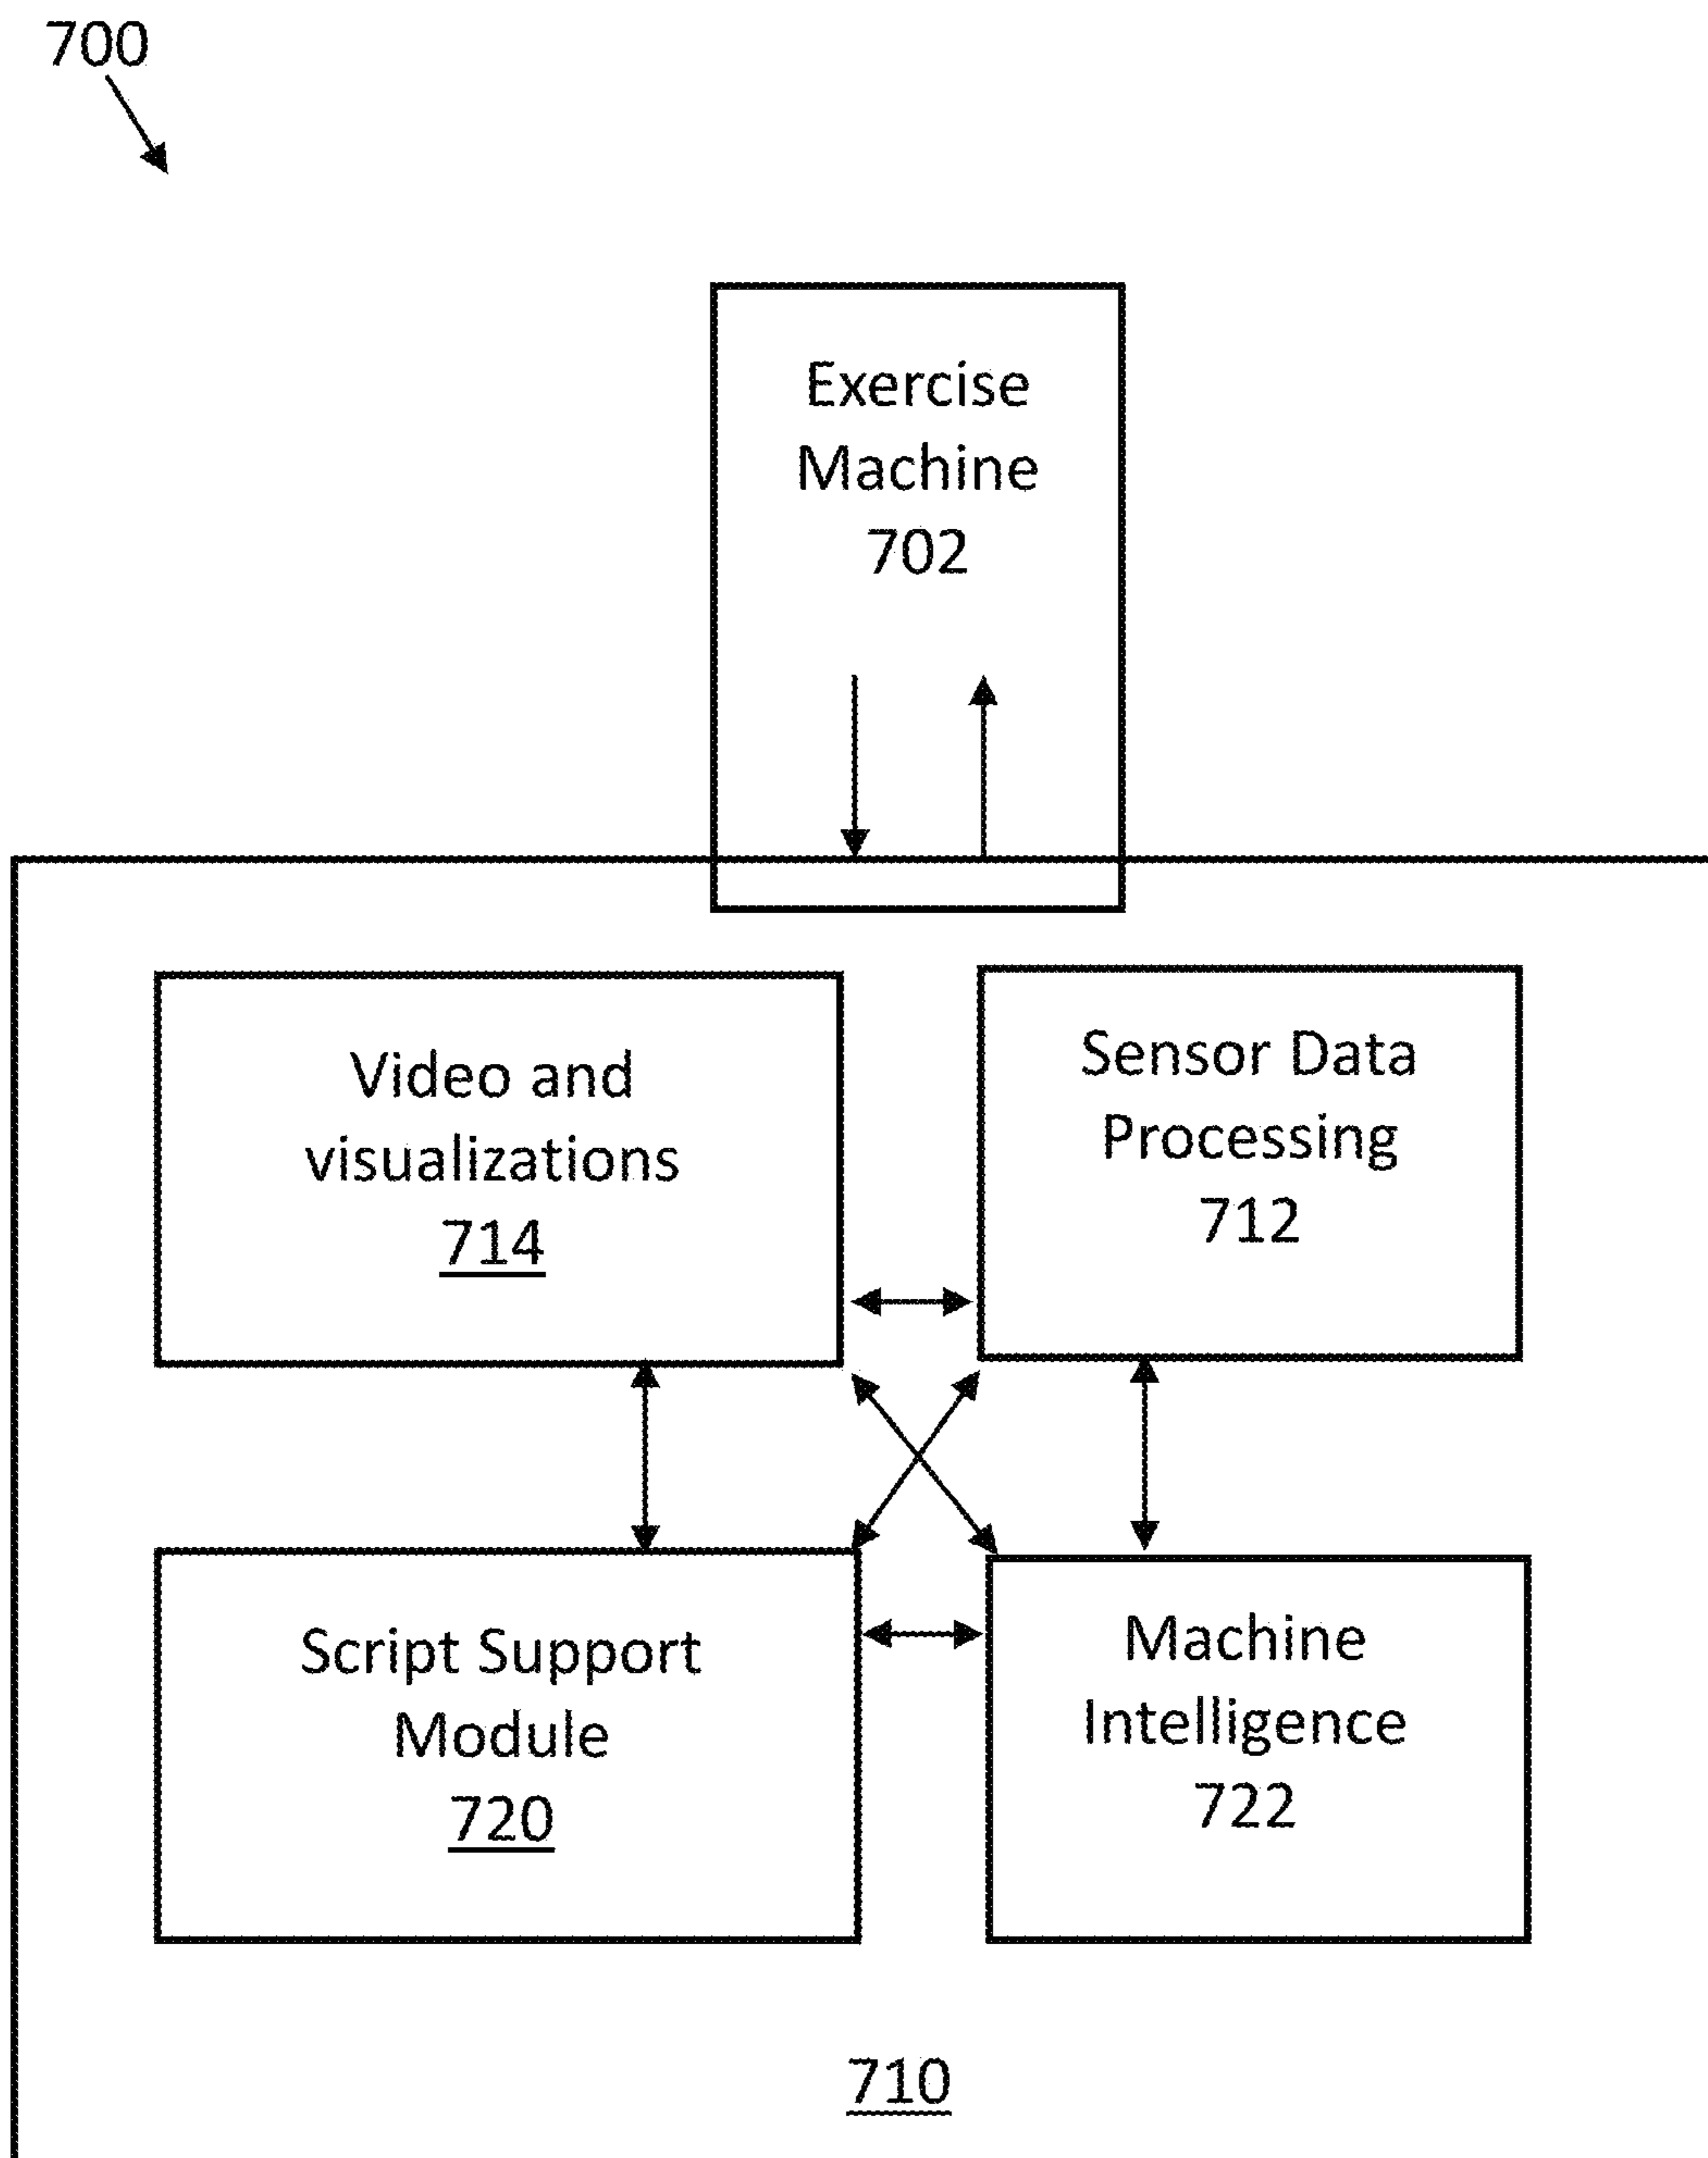 700
Exercise
Machine
702
Video and
visualizations
714
Sensor Data
Processing
712
Script Support
Module
720
Machine
Intelligence
722
710